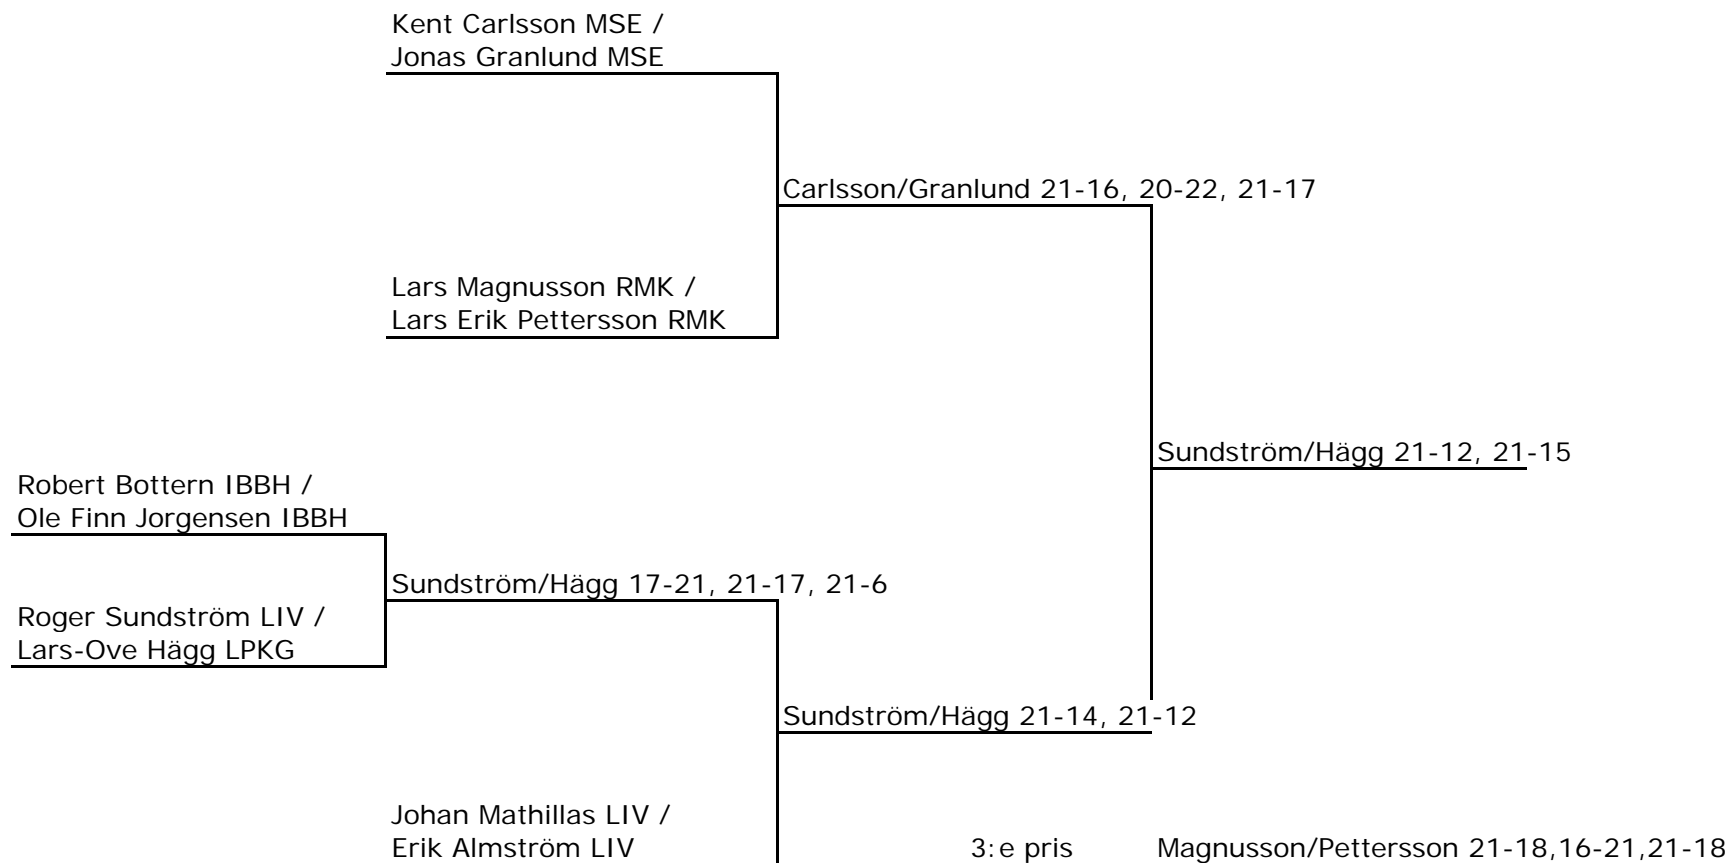 Kent Carlsson MSE /
Jonas Granlund MSE
Carlsson/Granlund 21-16, 20-22, 21-17
Lars Magnusson RMK /
Lars Erik Pettersson RMK
Sundström/Hägg 21-12, 21-15
Robert Bottern IBBH /
Ole Finn Jorgensen IBBH
Sundström/Hägg 17-21, 21-17, 21-6
Roger Sundström LIV /
Lars-Ove Hägg LPKG
Sundström/Hägg 21-14, 21-12
Johan Mathillas LIV /
Erik Almström LIV
3:e pris Magnusson/Pettersson 21-18,16-21,21-18